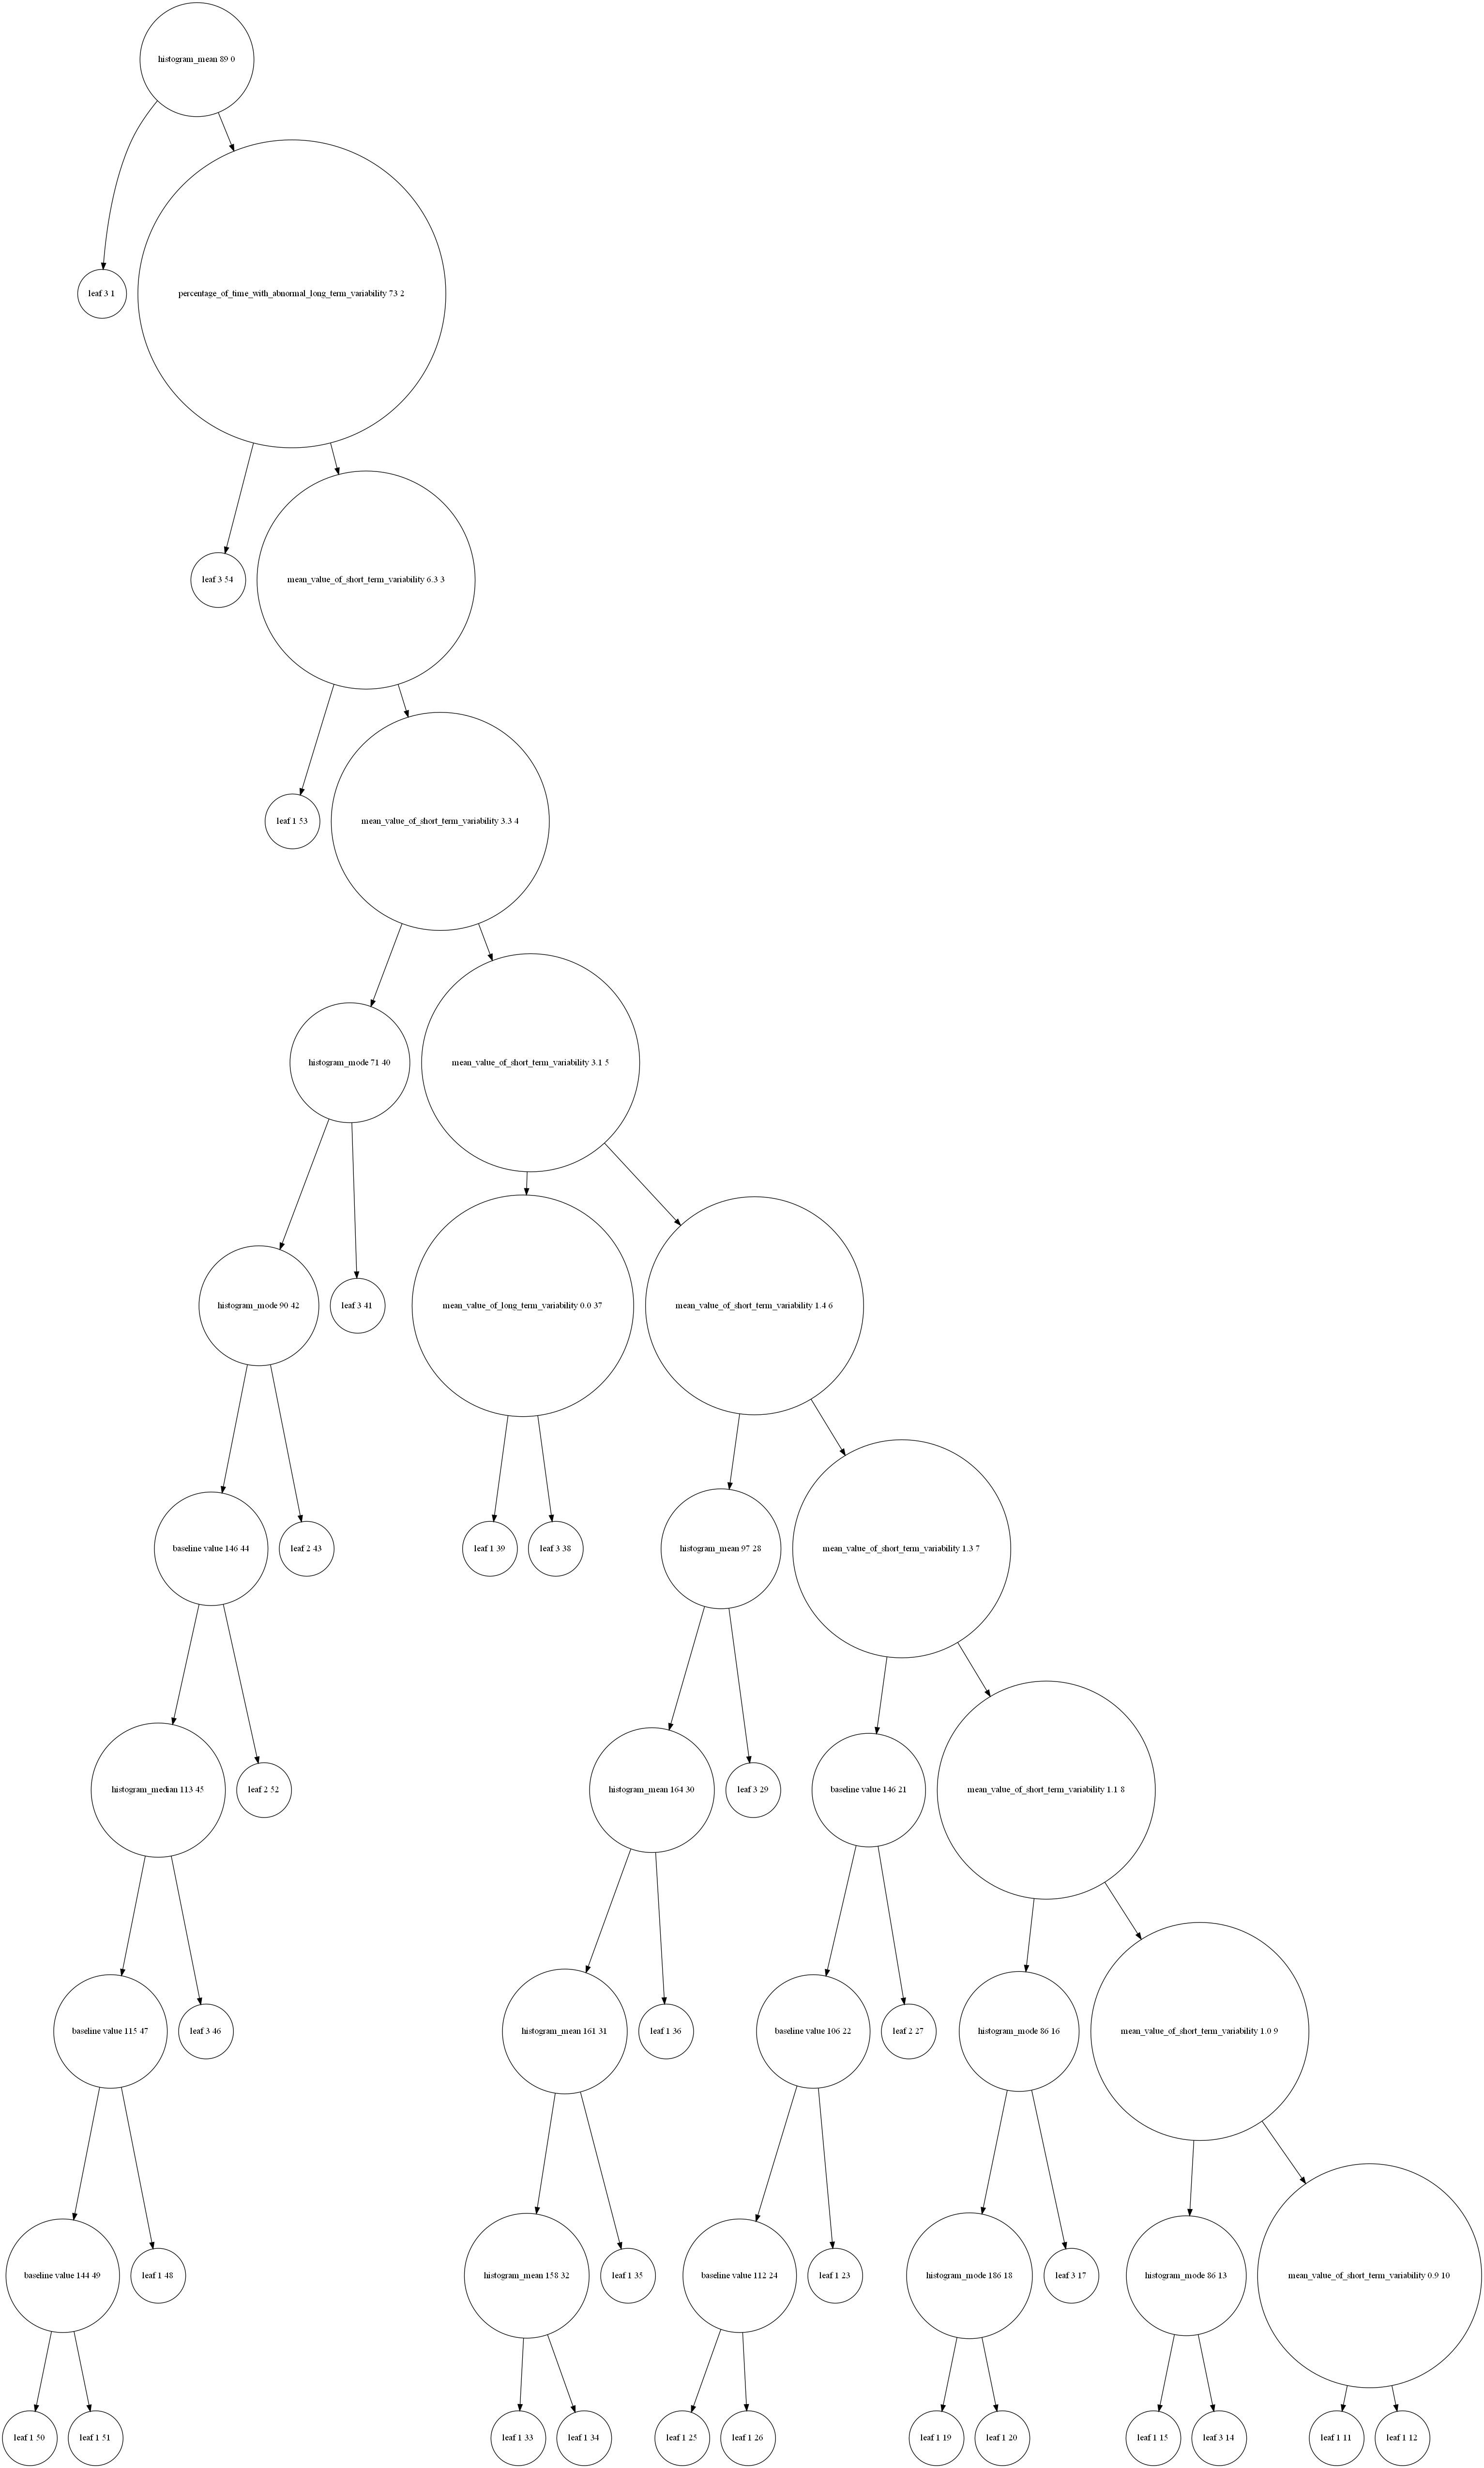 histogram_mean 89 0
leaf 3 1
percentage_of_time_with_abnormal_long_term_variability 73 2
leaf 3 54
mean_value_of_short_term_variability 6.3 3
leaf 1 53
mean_value_of_short_term_variability 3.3 4
histogram_mode 71 40
mean_value_of_short_term_variability 3.1 5
histogram_mode 90 42
leaf 3 41
mean_value_of_long_term_variability 0.0 37
mean_value_of_short_term_variability 1.4 6
baseline value 146 44
leaf 2 43
leaf 1 39
leaf 3 38
histogram_mean 97 28
mean_value_of_short_term_variability 1.3 7
histogram_median 113 45
leaf 2 52
histogram_mean 164 30
leaf 3 29
baseline value 146 21
mean_value_of_short_term_variability 1.1 8
baseline value 115 47
leaf 3 46
histogram_mean 161 31
leaf 1 36
baseline value 106 22
leaf 2 27
histogram_mode 86 16
mean_value_of_short_term_variability 1.0 9
baseline value 144 49
leaf 1 48
histogram_mean 158 32
leaf 1 35
baseline value 112 24
leaf 1 23
histogram_mode 186 18
leaf 3 17
histogram_mode 86 13
mean_value_of_short_term_variability 0.9 10
leaf 1 50
leaf 1 51
leaf 1 33
leaf 1 34
leaf 1 25
leaf 1 26
leaf 1 19
leaf 1 20
leaf 1 15
leaf 3 14
leaf 1 11
leaf 1 12